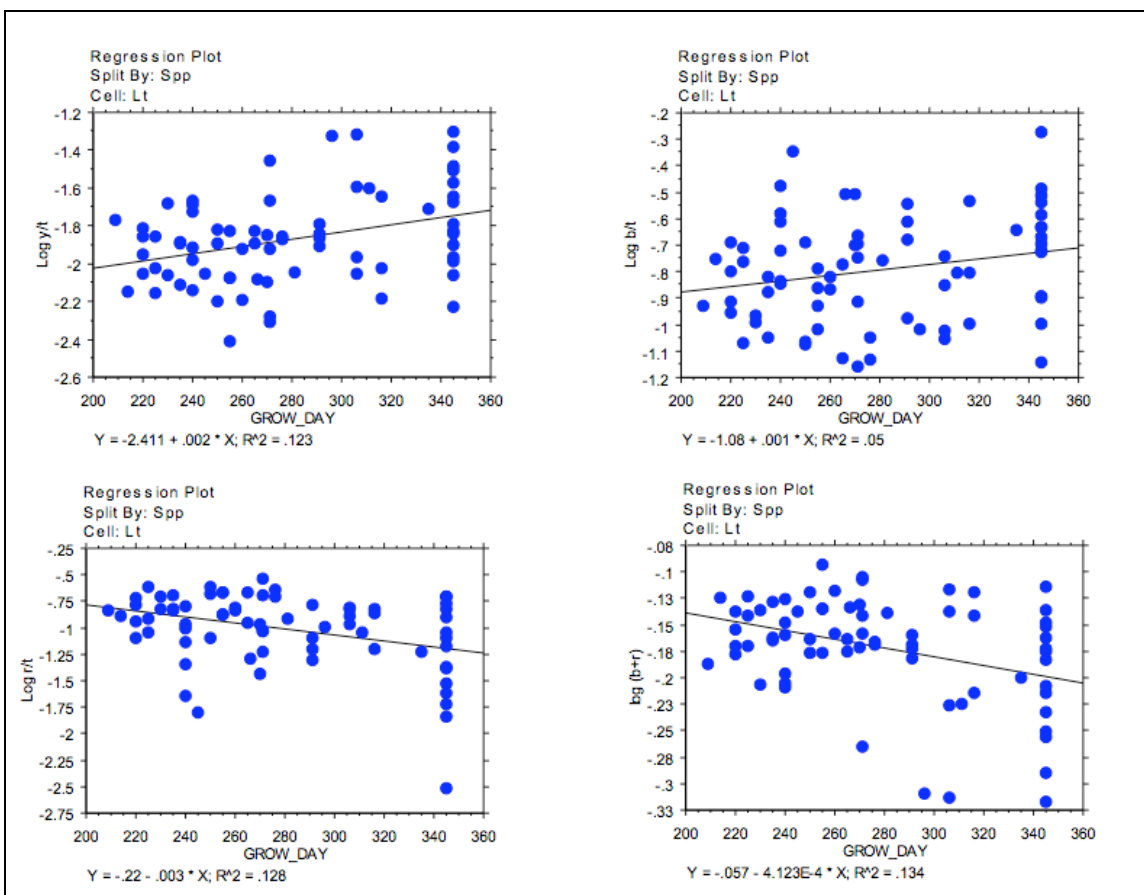 Regression Plot
Split By: Spp
Cell: Lt
-1.2
-1.4
-1.6
-1.8
-2
-2.2
-2.4
-2.6
Log y/t
200 220 240 260 280 300 320 340 360
GROW_DAY
Y = -2.411 + .002 * X; R^2 = .123
Regression Plot
Split By: Spp
Cell: Lt
-.2
-.3
-.4
-.5
-.6
-.7
-.8
-.9
-1
-1.1
-1.2
Log b/t
200 220 240 260 280 300 320 340 360
GROW_DAY
Y = -1.08 + .001 * X; R^2 = .05
Regression Plot
Split By: Spp
Cell: Lt
-.25
-.5
-.75
-1
-1.25
-1.5
-1.75
-2
-2.25
-2.5
-2.75
Log r/t
200 220 240 260 280 300 320 340 360
GROW_DAY
Y = -.22 - .003 * X; R^2 = .128
Regression Plot
Split By: Spp
Cell: Lt
-.08
-.1
-.13
-.15
-.18
-.2
-.23
-.25
-.28
-.3
-.33
log (b+r)
200 220 240 260 280 300 320 340 360
GROW_DAY
Y = -.057 - 4.123E-4 * X; R^2 = .134